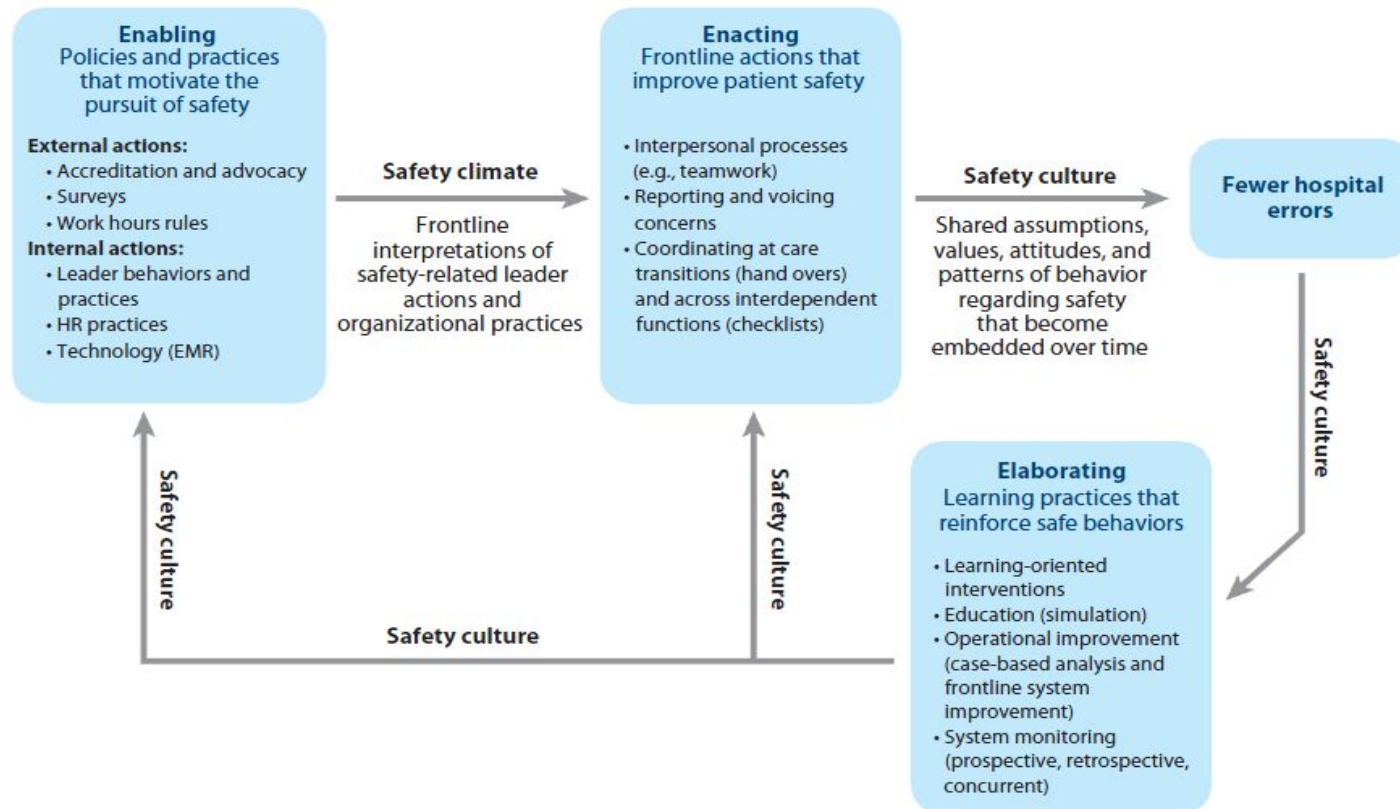 Enabling
Policies and practices
that motivate the
pursuit of safety
External actions:
• Accreditation and advocacy
• Surveys
• Work hours rules
Internal actions:
• Leader behaviors and
practices
• HR practices
• Technology (EMR)
Safety climate
Frontline
interpretations of
safety-related leader
actions and
organizational practices
Enacting
Frontline actions that
improve patient safety
• Interpersonal processes
(e.g., teamwork)
• Reporting and voicing
concerns
• Coordinating at care
transitions (hand overs)
and across interdependent
functions (checklists)
Safety culture
Shared assumptions,
values, attitudes, and
patterns of behavior
regarding safety
that become
embedded over time
Fewer hospital
errors
Safety culture
Elaborating
Learning practices that
reinforce safe behaviors
• Learning-oriented
interventions
• Education (simulation)
• Operational improvement
(case-based analysis and
frontline system
improvement)
• System monitoring
(prospective, retrospective,
concurrent)
Safety culture
Safety culture
Safety culture